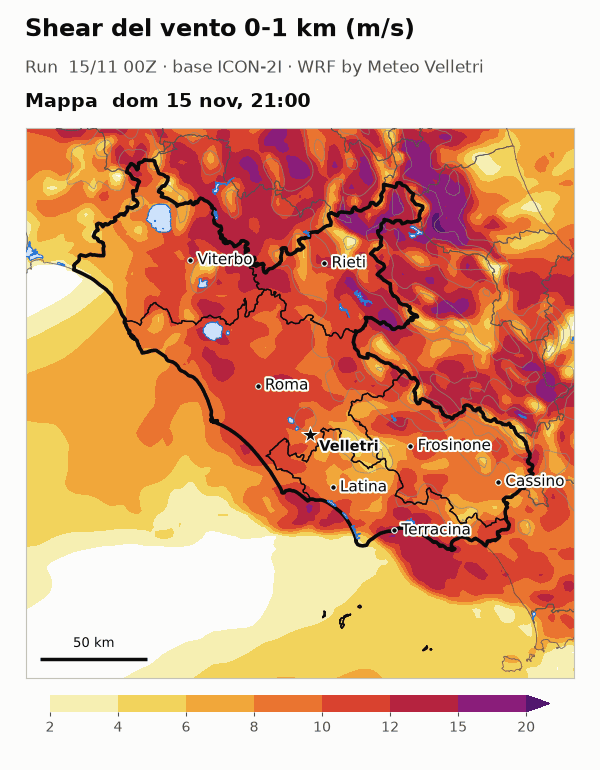 Shear del vento 0-1 km (m/s)
Run  15/11 00Z · base ICON-2I · WRF by Meteo Velletri
Mappa  dom 15 nov, 21:00
Viterbo
Rieti
Roma
Velletri
Frosinone
Latina
Cassino
Terracina
50 km
2 4 6 8 10 12 15 20